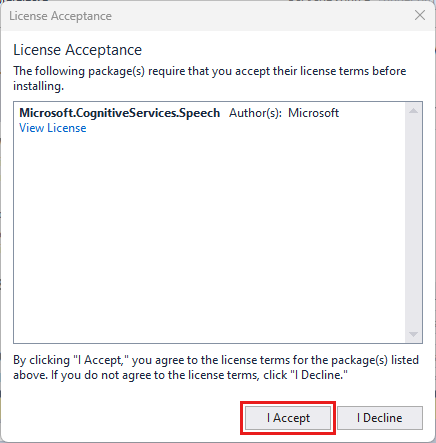 License Acceptance
License Acceptance
The following package(s) require that you accept their license terms before
installing.
Microsoft.CognitiveServices.Speech Author(s): Microsoft
View License
By clicking "I Accept," you agree to the license terms for the package(s) listed
above. If you do not agree to the license terms, click "I Decline."
I Accept I Decline